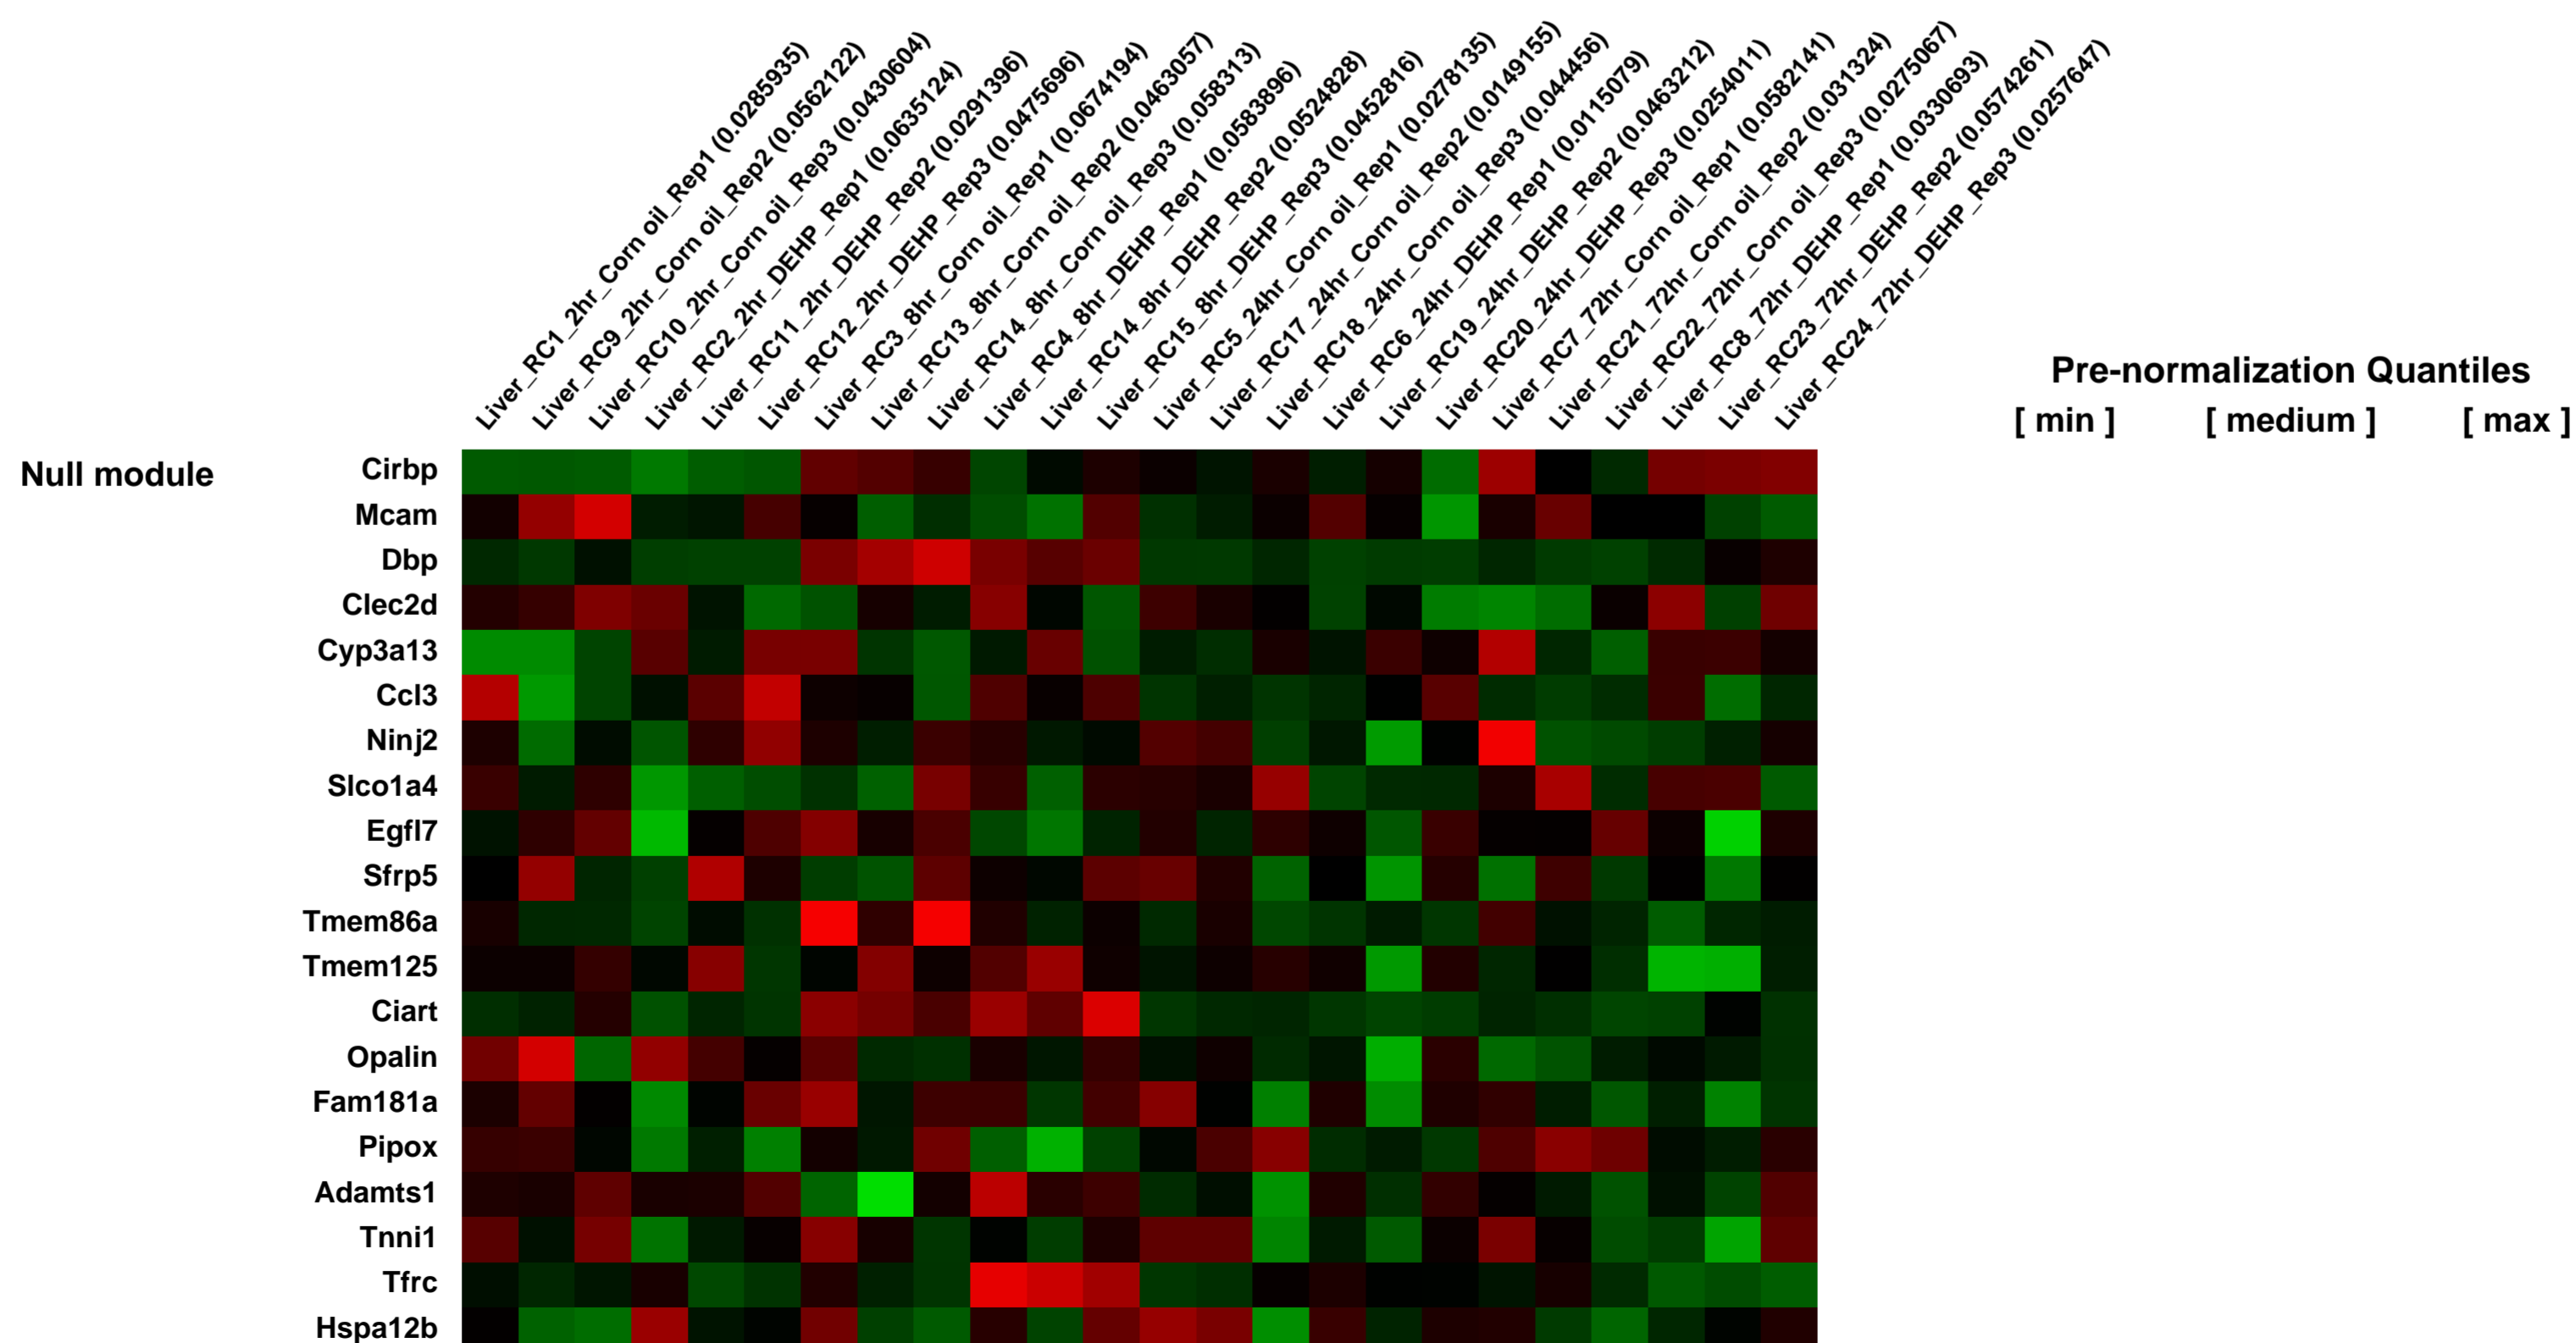 Liver_RC1_2hr_Corn oil_Rep1 (0.0285935)
Liver_RC9_2hr_Corn oil_Rep2 (0.0562122)
Liver_RC10_2hr_Corn oil_Rep3 (0.0430604)
Liver_RC2_2hr_DEHP_Rep1 (0.0635124)
Liver_RC11_2hr_DEHP_Rep2 (0.0291396)
Liver_RC12_2hr_DEHP_Rep3 (0.0475696)
Liver_RC3_8hr_Corn oil_Rep1 (0.0674194)
Liver_RC13_8hr_Corn oil_Rep2 (0.0463057)
Liver_RC14_8hr_Corn oil_Rep3 (0.058313)
Liver_RC4_8hr_DEHP_Rep1 (0.0583896)
Liver_RC14_8hr_DEHP_Rep2 (0.0524828)
Liver_RC15_8hr_DEHP_Rep3 (0.0452816)
Liver_RC5_24hr_Corn oil_Rep1 (0.0278135)
Liver_RC17_24hr_Corn oil_Rep2 (0.0149155)
Liver_RC18_24hr_Corn oil_Rep3 (0.044456)
Liver_RC6_24hr_DEHP_Rep1 (0.0115079)
Liver_RC19_24hr_DEHP_Rep2 (0.0463212)
Liver_RC20_24hr_DEHP_Rep3 (0.0254011)
Liver_RC7_72hr_Corn oil_Rep1 (0.0582141)
Liver_RC21_72hr_Corn oil_Rep2 (0.031324)
Liver_RC22_72hr_Corn oil_Rep3 (0.0275067)
Liver_RC8_72hr_DEHP_Rep1 (0.0330693)
Liver_RC23_72hr_DEHP_Rep2 (0.0574261)
Liver_RC24_72hr_DEHP_Rep3 (0.0257647)
Pre-normalization Quantiles
[ min ] [ medium ] [ max ]
Null module
Cirbp
Mcam
Dbp
Clec2d
Cyp3a13
Ccl3
Ninj2
Slco1a4
Egfl7
Sfrp5
Tmem86a
Tmem125
Ciart
Opalin
Fam181a
Pipox
Adamts1
Tnni1
Tfrc
Hspa12b